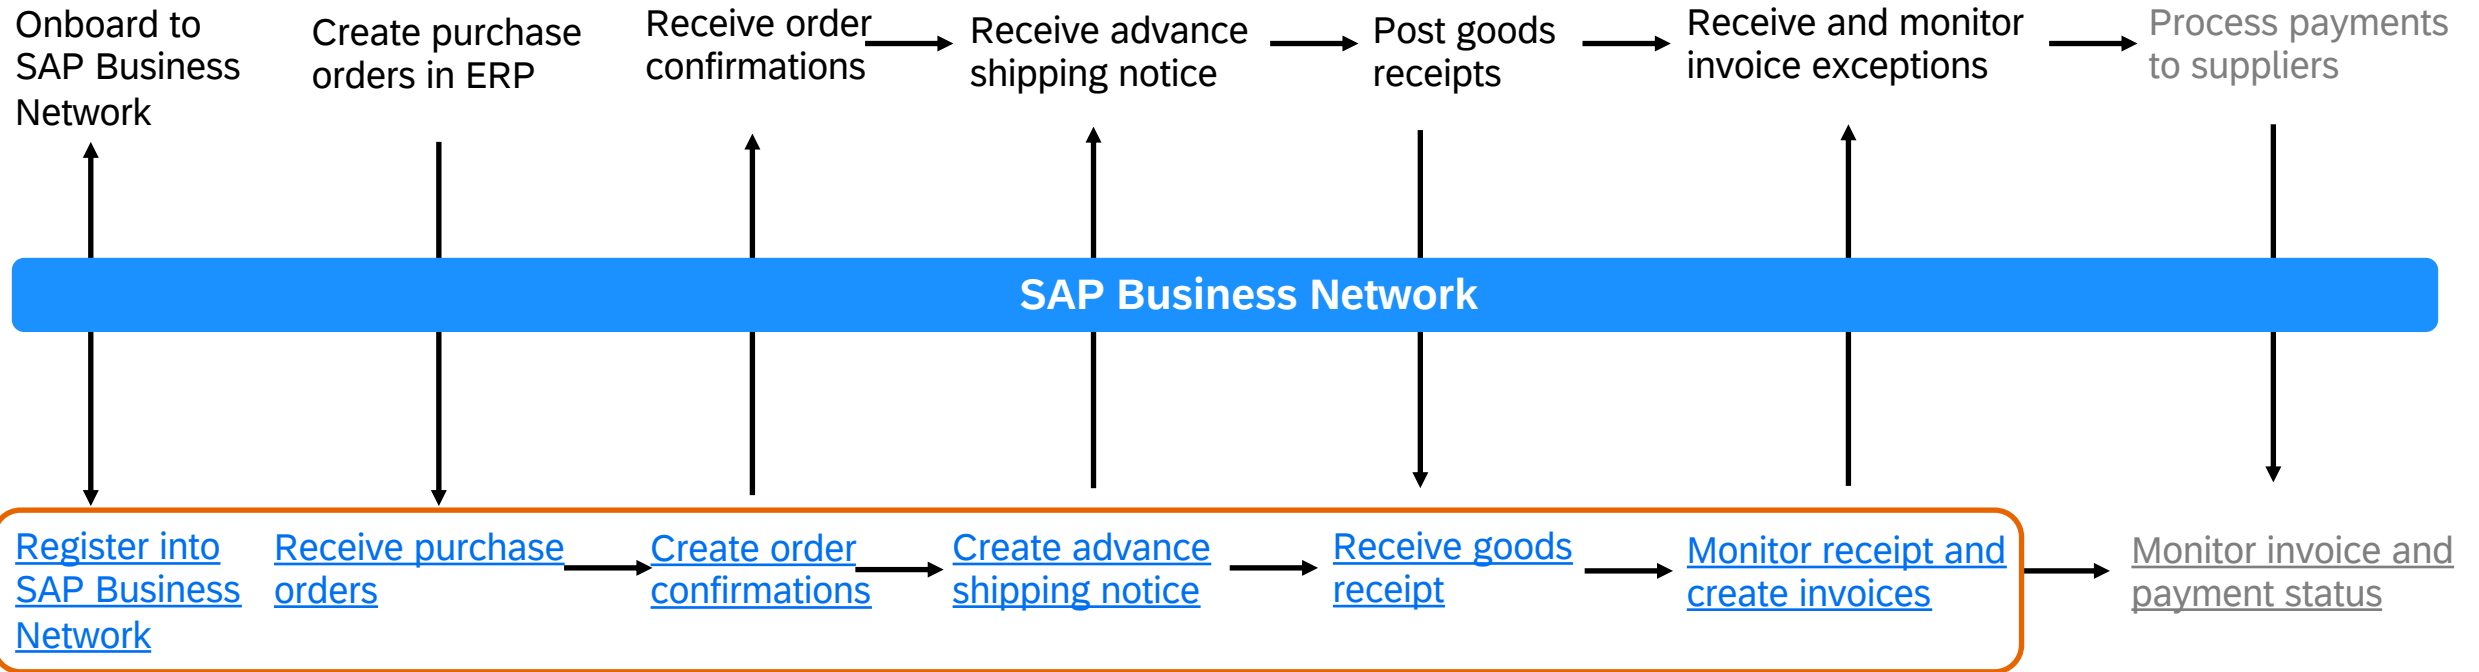 Onboard to
SAP Business
Network
Create purchase
orders in ERP
Receive order
confirmations
Receive advance
shipping notice
Post goods
receipts
Receive and monitor
invoice exceptions
Process payments
to suppliers
SAP Business Network
Register into
SAP Business
Network
Receive purchase
orders
Create order
confirmations
Create advance
shipping notice
Receive goods
receipt
Monitor receipt and
create invoices
Monitor invoice and
payment status